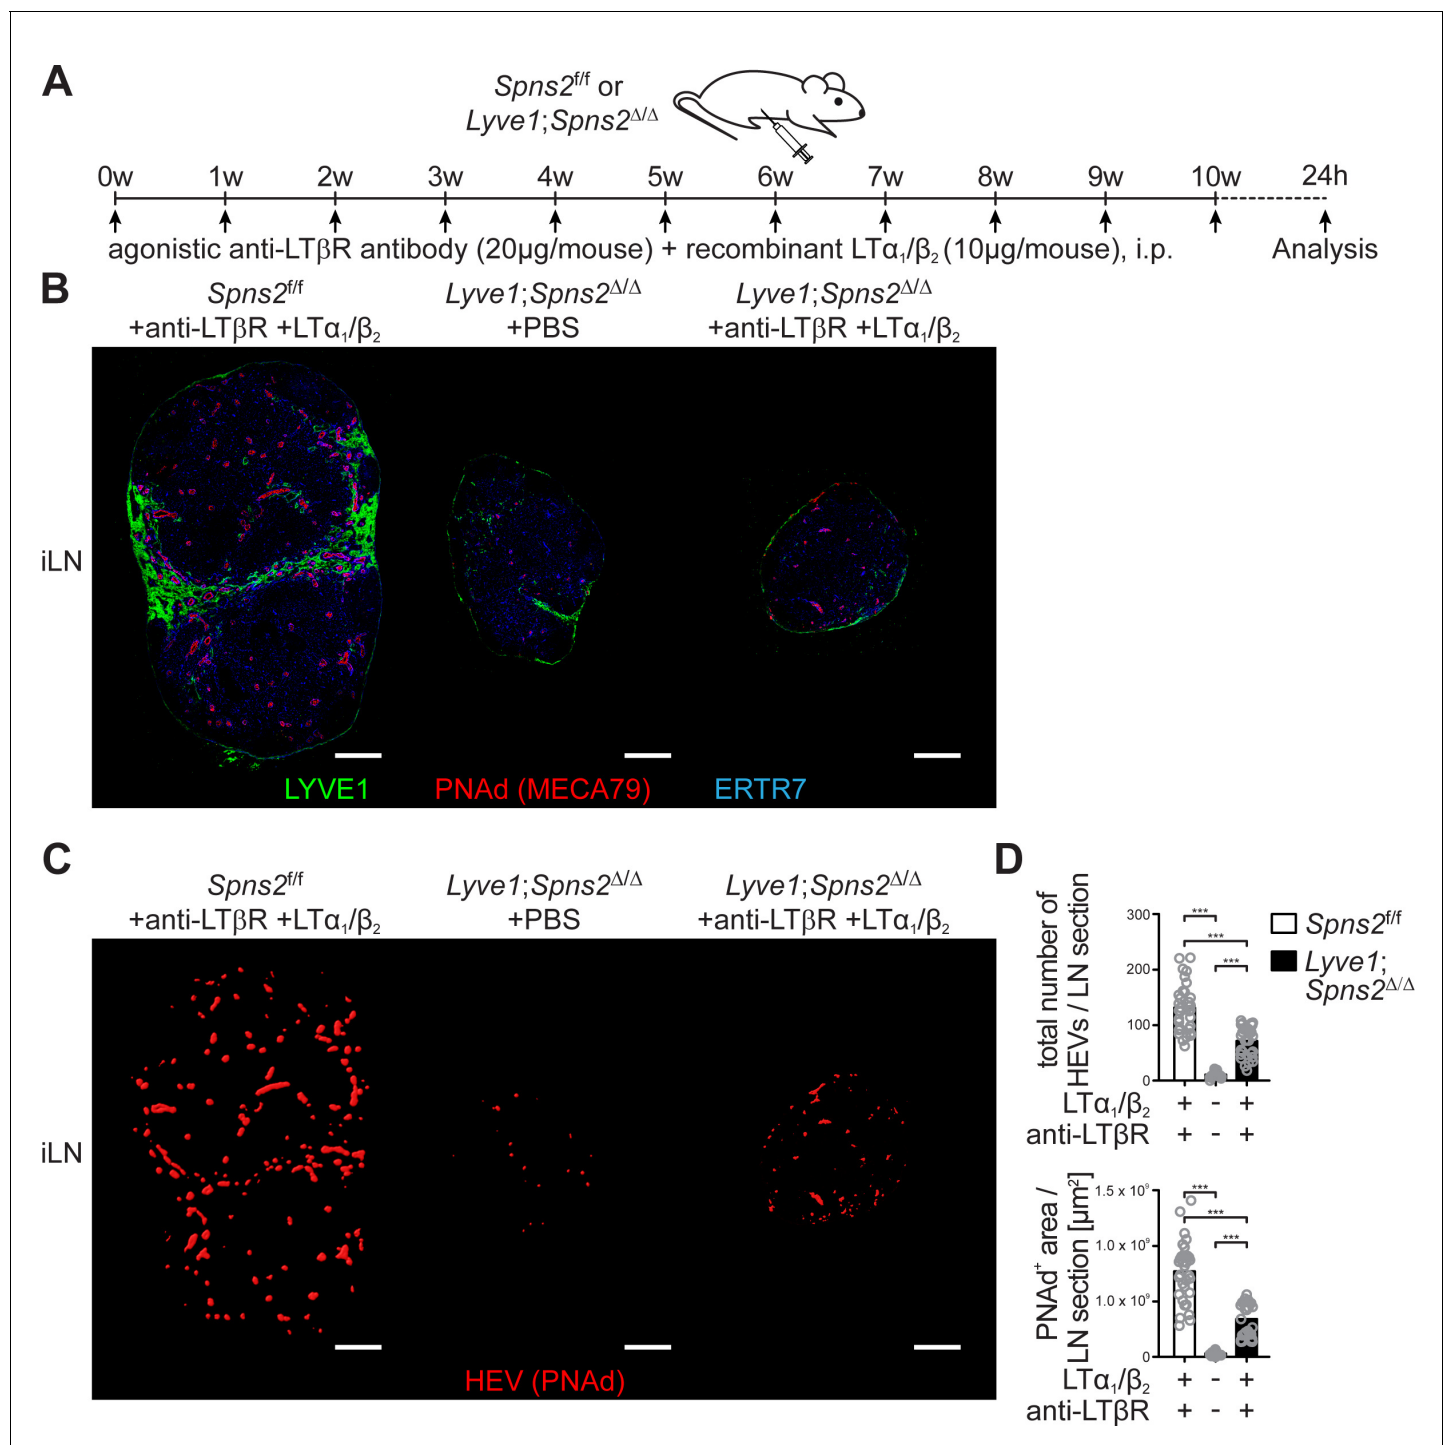 A
Spns2f/f or
Lyve1;Spns2Δ/Δ
0w 1w 2w 3w 4w 5w 6w 7w 8w 9w 10w 24h
agonistic anti-LTβR antibody (20µg/mouse) + recombinant LTα1/β2 (10µg/mouse), i.p. Analysis
B
Spns2f/f
+anti-LTβR +LTα1/β2
Lyve1;Spns2Δ/Δ
+PBS
Lyve1;Spns2Δ/Δ
+anti-LTβR +LTα1/β2
iLN
LYVE1 PNAd (MECA79) ERTR7
C
Spns2f/f
+anti-LTβR +LTα1/β2
Lyve1;Spns2Δ/Δ
+PBS
Lyve1;Spns2Δ/Δ
+anti-LTβR +LTα1/β2
iLN
HEV (PNAd)
D
total number of
HEVs / LN section
300
200
100
0
***
***
***
Spns2f/f
Lyve1;
Spns2Δ/Δ
LTα1/β2 + - +
anti-LTβR + - +
PNAd+ area /
LN section [µm2]
1.5 x 109
1.0 x 109
1.0 x 109
0
***
***
***
LTα1/β2 + - +
anti-LTβR + - +